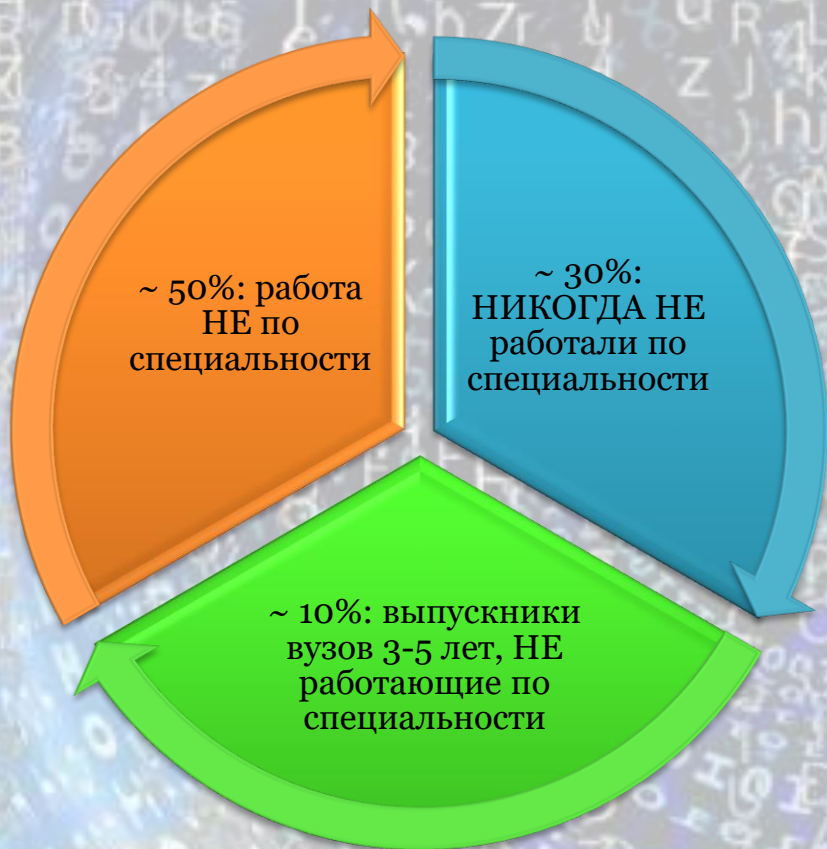 ~ 50%: работа
НЕ по
специальности
~ 30%:
НИКОГДА НЕ
работали по
специальности
~ 10%: выпускники
вузов 3-5 лет, НЕ
работающие по
специальности